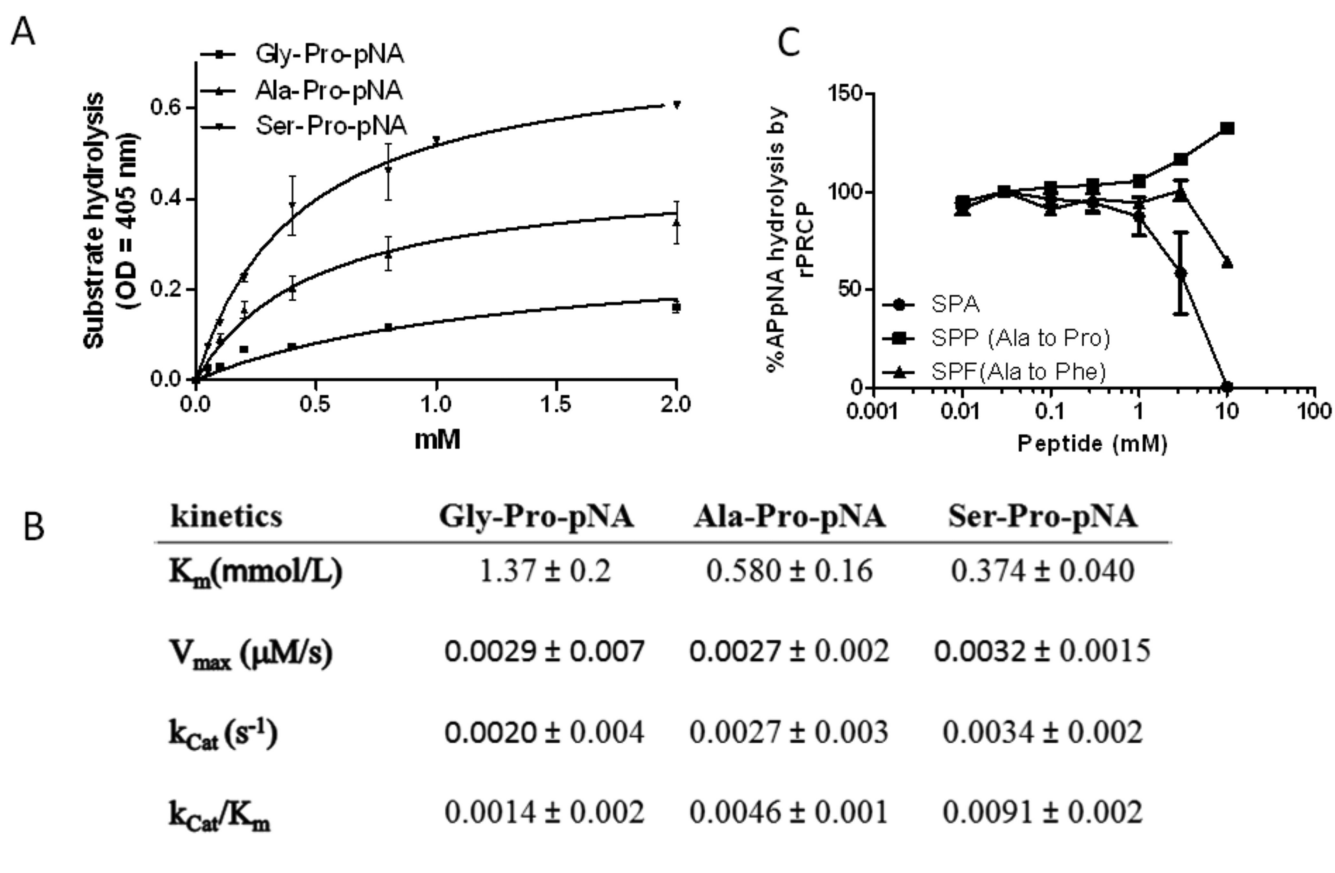 A
Gly-Pro-pNA
Ala-Pro-pNA
Ser-Pro-pNA
Substrate hydrolysis
(OD = 405 nm)
0.6
0.4
0.2
0.0
0.0 0.5 1.0 1.5 2.0
mM
C
%APpNA hydrolysis by
rPRCP
150
100
50
0
SPA
SPP (Ala to Pro)
SPF(Ala to Phe)
0.001 0.01 0.1 1 10 100
Peptide (mM)
B
kinetics Gly-Pro-pNA Ala-Pro-pNA Ser-Pro-pNA
Km(mmol/L) 1.37 ± 0.2 0.580 ± 0.16 0.374 ± 0.040
Vmax (μM/s) 0.0029 ± 0.007 0.0027 ± 0.002 0.0032 ± 0.0015
kCat (s-1) 0.0020 ± 0.004 0.0027 ± 0.003 0.0034 ± 0.002
kCat/Km 0.0014 ± 0.002 0.0046 ± 0.001 0.0091 ± 0.002